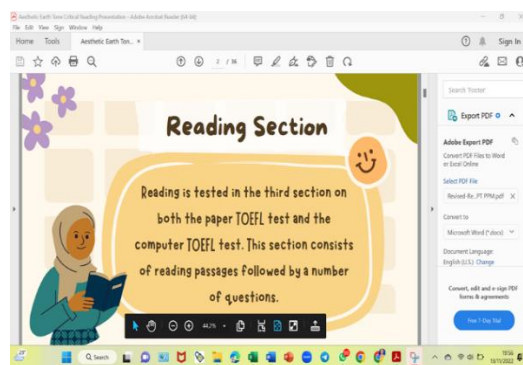 Aesthetic Earth Tone Critical Reading Presentation - Adobe Acrobat Reader (64-bit)
File Edit View Sign Window Help
Home Tools Aesthetic Earth Ton... ×
Sign In
2 / 16
Reading Section
Reading is tested in the third section on
both the paper TOEFL test and the
computer TOEFL test. This section consists
of reading passages followed by a number
of questions.
44,2%
Export PDF
Adobe Export PDF
Convert PDF Files to Word
or Excel Online
Select PDF File
Revised-Re...PT PPM.pdf X
Convert to
Microsoft Word (*.docx)
Document Language:
English (U.S.) Change
Convert, edit and e-sign PDF
forms & agreements
Free 7-Day Trial
Search